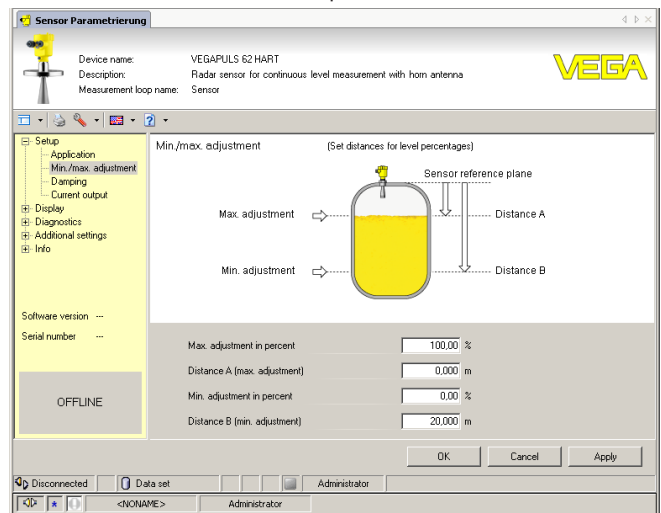 Sensor Parametrierung
Device name: VEGAPULS 62 HART
Description: Radar sensor for continuous level measurement with horn antenna
Measurement loop name: Sensor
VEGA
Setup
Application
Min./max. adjustment
Damping
Current output
Display
Diagnostics
Additional settings
Info
Software version ---
Serial number ---
OFFLINE
Min./max. adjustment (Set distances for level percentages)
Sensor reference plane
Max. adjustment
Distance A
Min. adjustment
Distance B
Max. adjustment in percent 100,00 %
Distance A (max. adjustment) 0,000 m
Min. adjustment in percent 0,00 %
Distance B (min. adjustment) 20,000 m
OK Cancel Apply
Disconnected Data set Administrator
<NONAME> Administrator